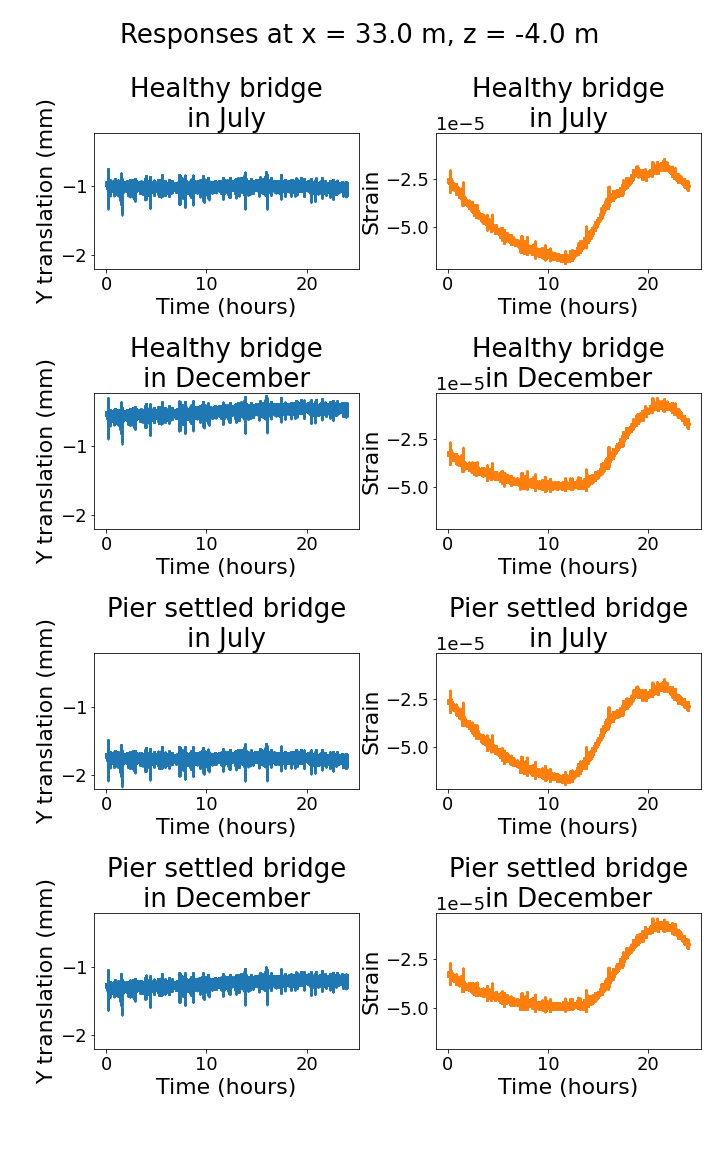 Responses at x = 33.0 m, z = -4.0 m
Healthy bridge
in July
Y translation (mm)
−1
−2
0
10
20
Time (hours)
Healthy bridge
in July
1e−5
Strain
−2.5
−5.0
0
10
20
Time (hours)
Healthy bridge
in December
Y translation (mm)
−1
−2
0
10
20
Time (hours)
Healthy bridge
in December
1e−5
Strain
−2.5
−5.0
0
10
20
Time (hours)
Pier settled bridge
in July
Y translation (mm)
−1
−2
0
10
20
Time (hours)
Pier settled bridge
in July
1e−5
Strain
−2.5
−5.0
0
10
20
Time (hours)
Pier settled bridge
in December
Y translation (mm)
−1
−2
0
10
20
Time (hours)
Pier settled bridge
in December
1e−5
Strain
−2.5
−5.0
0
10
20
Time (hours)